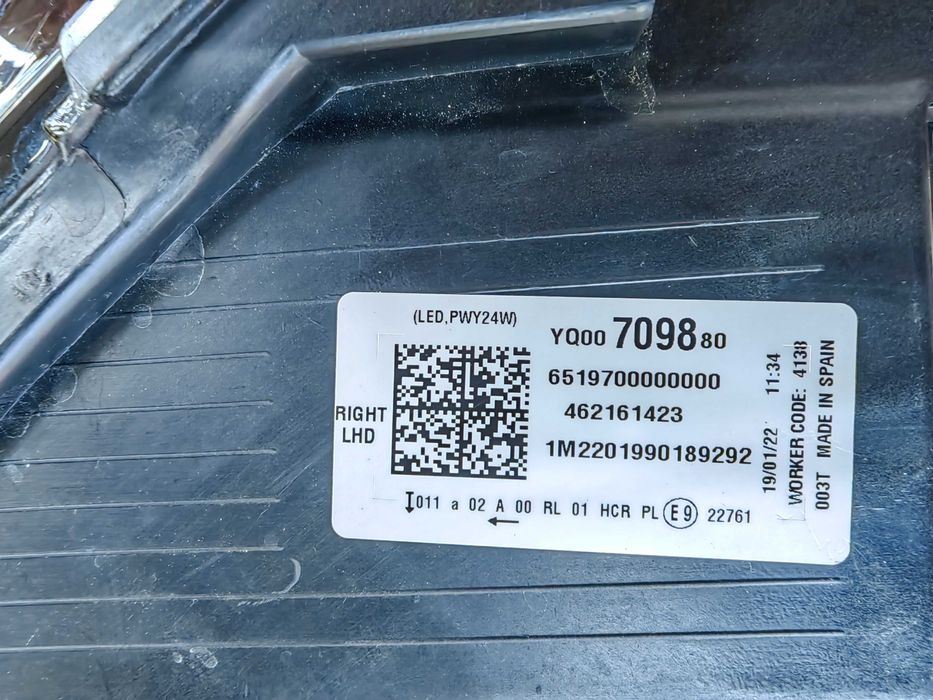 (LED,PWY24W)
YQ00 7098 80
6519700000000
462161423
1M2201990189292
RIGHT
LHD
011 a 02 A 00 RL 01 HCR PL E9 22761
19/01/22 11:34
WORKER CODE: 4138
003T MADE IN SPAIN